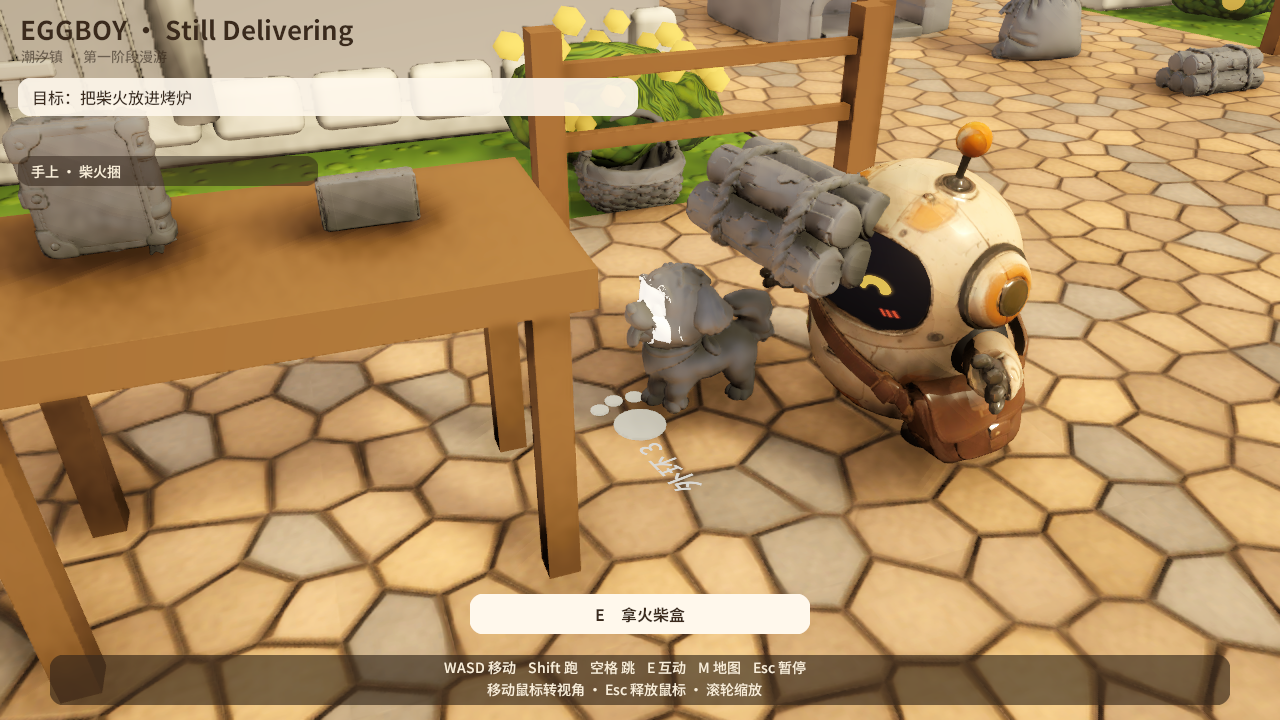 EGGBOY · Still Delivering
潮汐镇 · 第一阶段漫游
目标：把柴火放进烤炉
手上 · 柴火捆
E 拿火柴盒
WASD 移动 Shift 跑 空格 跳 E 互动 M 地图 Esc 暂停
移动鼠标转视角 · Esc 释放鼠标 · 滚轮缩放